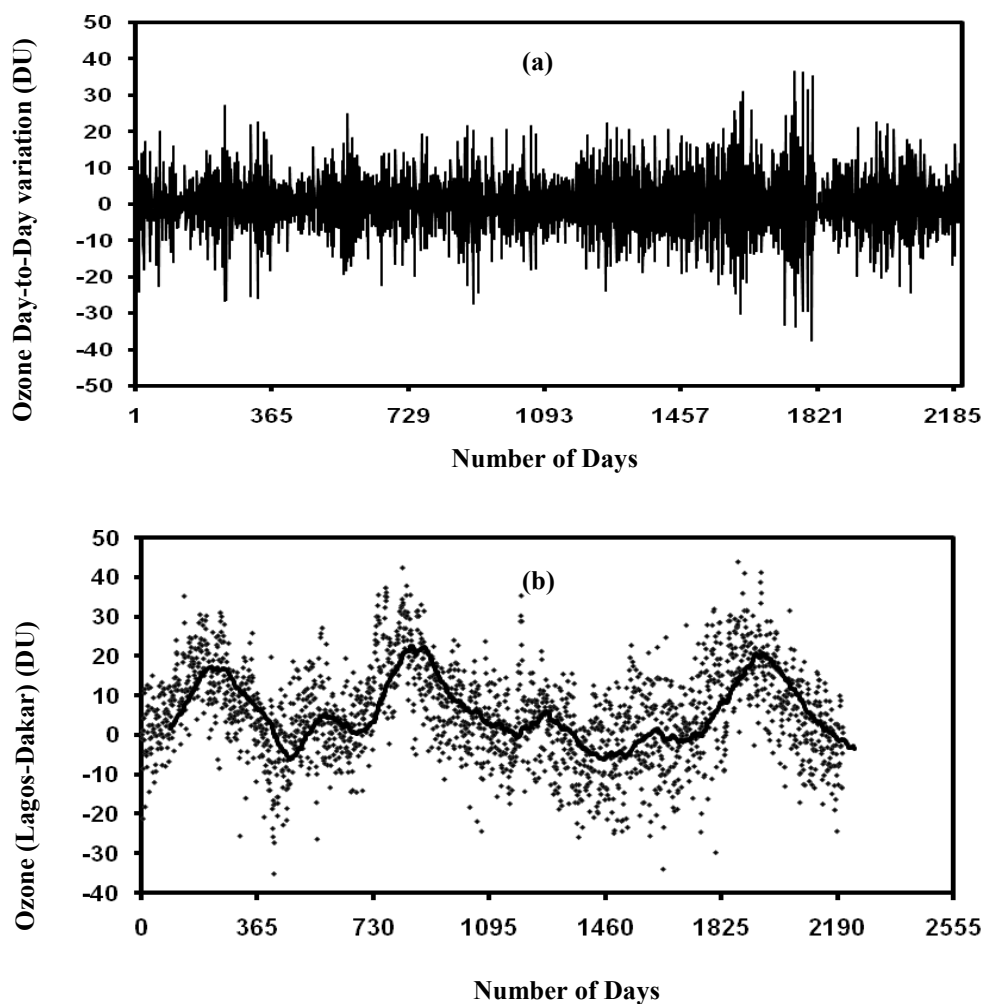 Ozone Day-to-Day variation (DU)
50
40
30
20
10
0
-10
-20
-30
-40
-50
(a)
1 365 729 1093 1457 1821 2185
Number of Days
Ozone (Lagos-Dakar) (DU)
50
40
30
20
10
0
-10
-20
-30
-40
(b)
0 365 730 1095 1460 1825 2190 2555
Number of Days